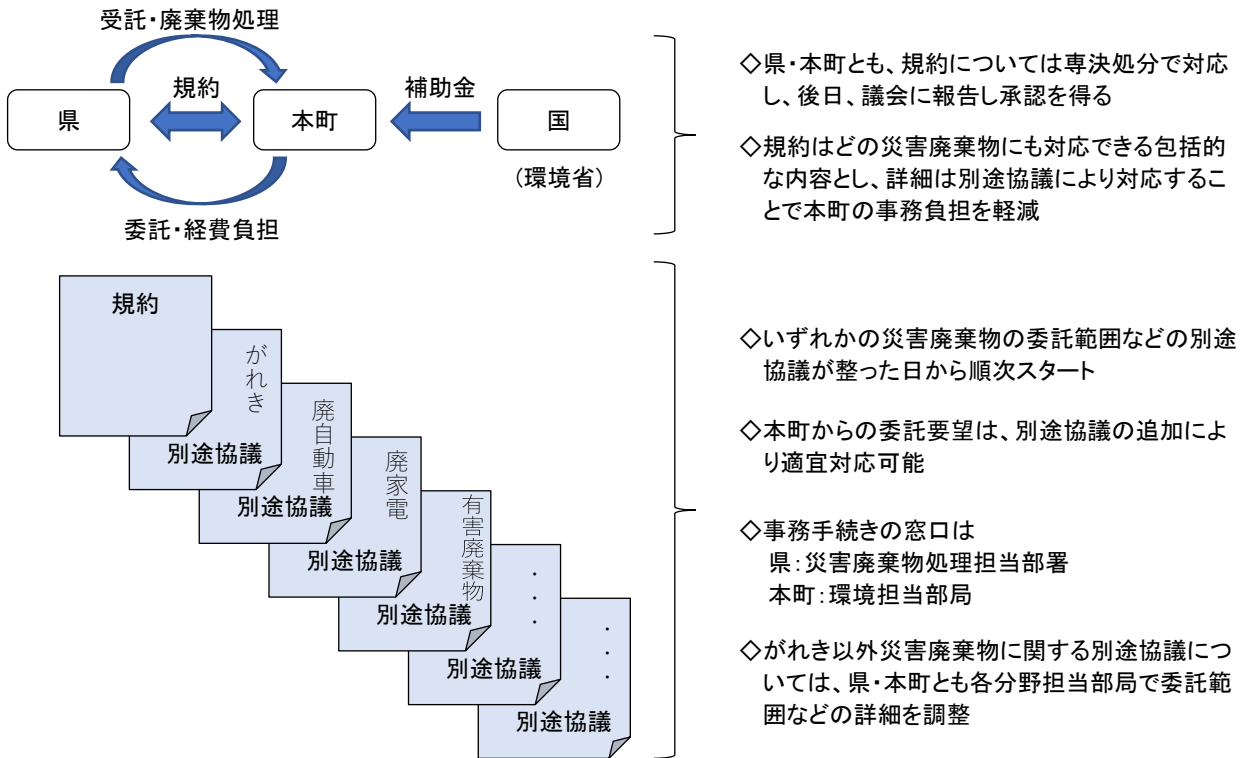 受託・廃棄物処理
県
規約
本町
補助金
国
(環境省)
委託・経費負担
◇県・本町とも、規約については専決処分で対応
し、後日、議会に報告し承認を得る
◇規約はどの災害廃棄物にも対応できる包括的
な内容とし、詳細は別途協議により対応するこ
とで本町の事務負担を軽減
規約
がれき
別途協議
廃自動車
別途協議
廃家電
別途協議
有害廃棄物
別途協議
・・・
別途協議
・・・
別途協議
◇いずれかの災害廃棄物の委託範囲などの別途
協議が整った日から順次スタート
◇本町からの委託要望は、別途協議の追加によ
り適宜対応可能
◇事務手続きの窓口は
県:災害廃棄物処理担当部署
本町:環境担当部局
◇がれき以外災害廃棄物に関する別途協議につ
いては、県・本町とも各分野担当部局で委託範
囲などの詳細を調整